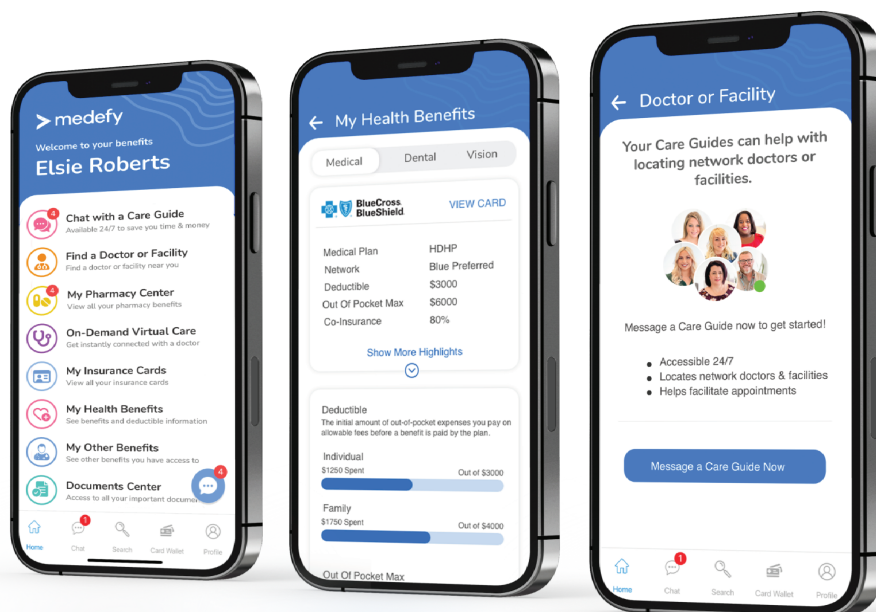 medefy
Welcome to your benefits
Elsie Roberts
4
Chat with a Care Guide
Available 24/7 to save you time & money
Find a Doctor or Facility
Find a doctor or facility near you
4
My Pharmacy Center
View all your pharmacy benefits
On-Demand Virtual Care
Get instantly connected with a doctor
My Insurance Cards
View all your insurance cards
My Health Benefits
See benefits and deductible information
My Other Benefits
See other benefits you have access to
Documents Center
Access to all your important documen
4
1
Home Chat Search Card Wallet Profile
My Health Benefits
Medical Dental Vision
BlueCross
BlueShield
VIEW CARD
Medical Plan HDHP
Network Blue Preferred
Deductible $3000
Out Of Pocket Max $6000
Co-Insurance 80%
Show More Highlights
Deductible
The initial amount of out-of-pocket expenses you pay on
allowable fees before a benefit is paid by the plan.
Individual
$1250 Spent Out of $3000
Family
$1750 Spent Out of $4000
Out Of Pocket Max
Doctor or Facility
Your Care Guides can help with
locating network doctors or
facilities.
Message a Care Guide now to get started!
• Accessible 24/7
• Locates network doctors & facilities
• Helps facilitate appointments
Message a Care Guide Now
1
Home Chat Search Card Wallet Profile